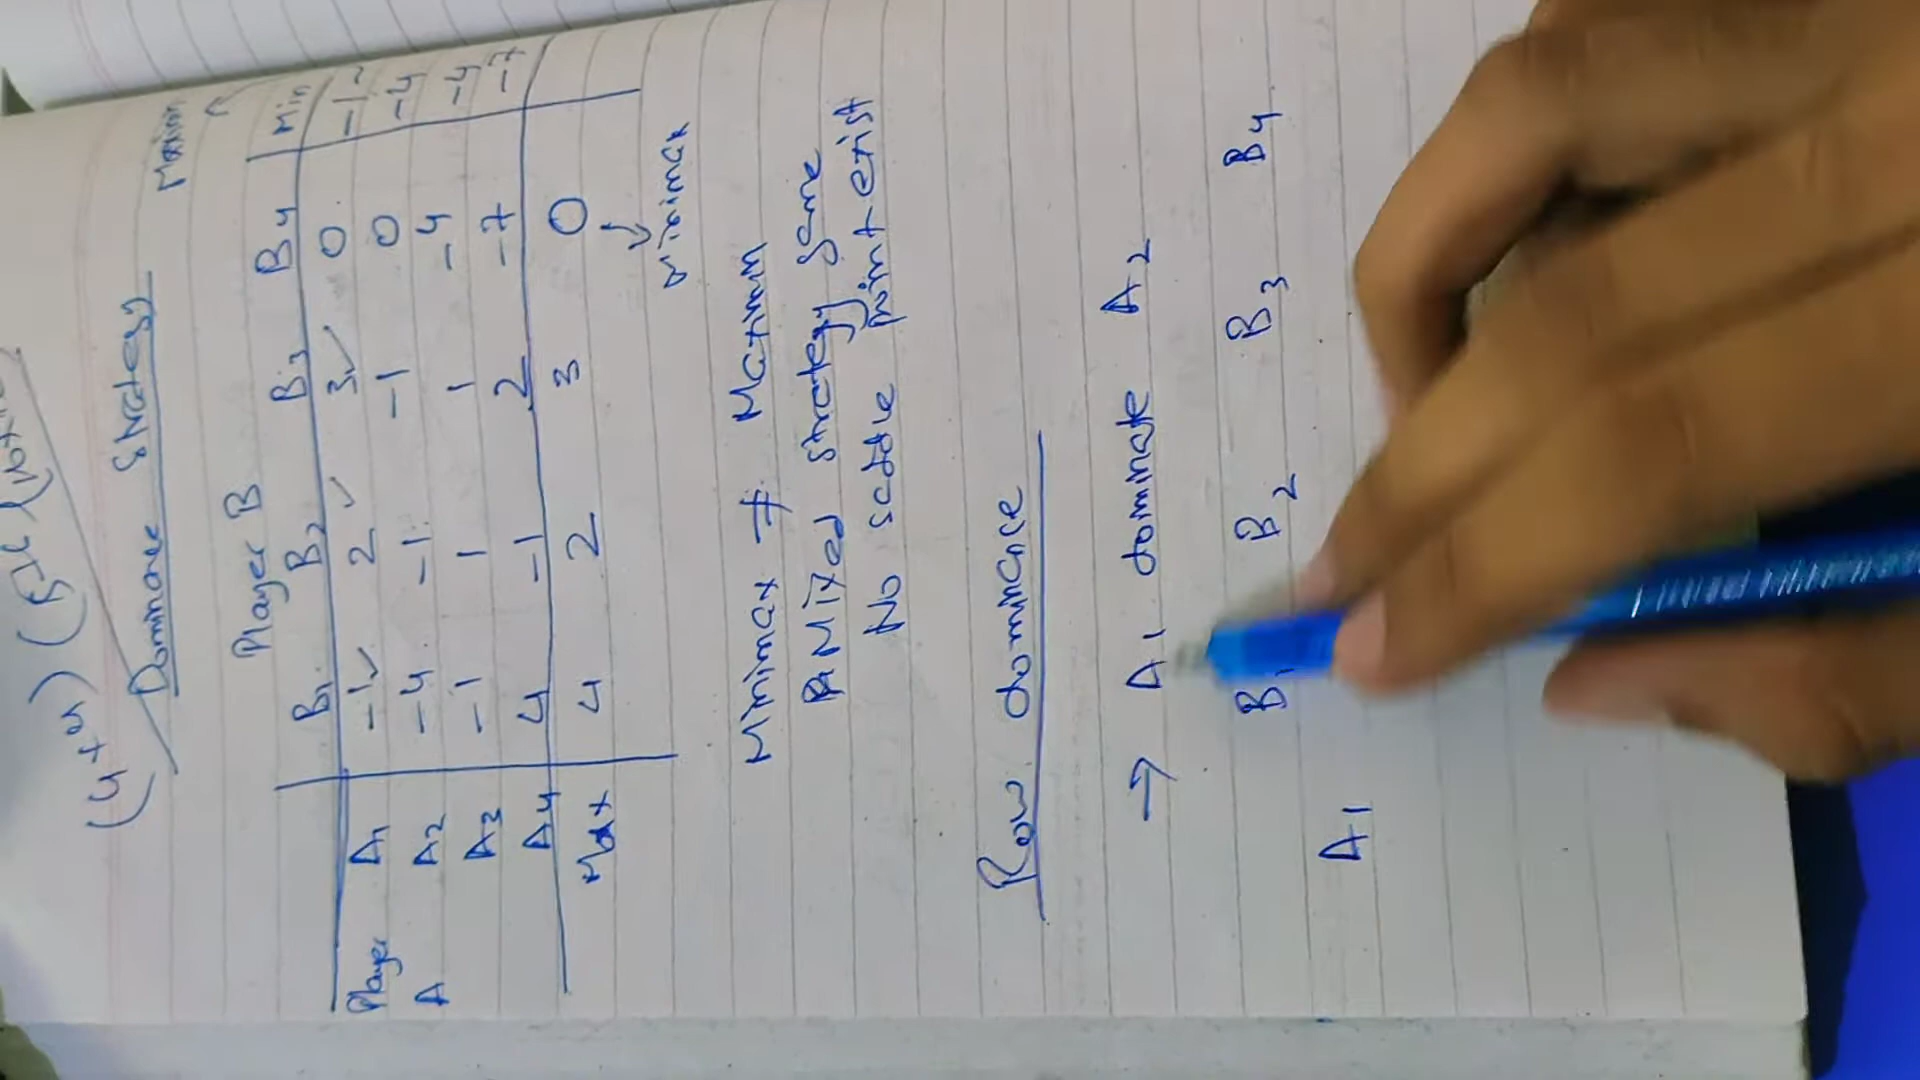 (4×4)
Dominance Strategy
Maximin
Player B
B1 B2 B3 B4 Min
Player A1 -1 2 3 0 -1
A A2 -4 -1 -1 0 -4
A3 -1 1 1 -4 -4
A4 4 -1 2 -7 -7
Max 4 2 3 0
minimax
Minimax ≠ Maximin
Mixed strategy game
No saddle point exist
Row dominance
→ A1 dominate A2
B1 B2 B3 B4
A1